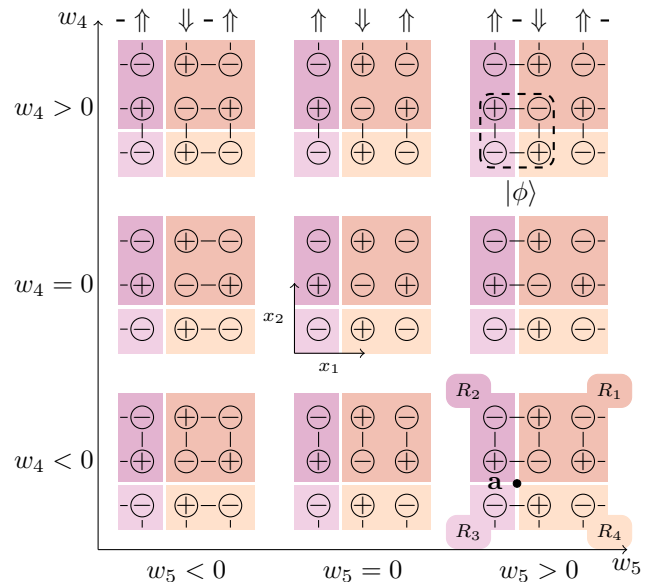 w₄ - ⇑ ⇓ - ⇑ ⇑ ⇓ ⇑ ⇑ - ⇓ ⇑ -
- ⊖ ⊕ – ⊖ ⊖ ⊕ ⊖ ⊖ – ⊕ ⊖ -
w₄ > 0 ⊕ ⊖ ⊕ ⊕ ⊖ ⊕ ⊕ – ⊖ ⊕
- ⊖ ⊕ – ⊖ ⊖ ⊕ ⊖ ⊖ – ⊕ ⊖ -
|ϕ⟩
- ⊖ ⊕ – ⊖ ⊖ ⊕ ⊖ ⊖ – ⊕ ⊖ -
w₄ = 0 - ⊕ ⊖ – ⊕ ⊕ ⊖ ⊕ ⊕ – ⊖ ⊕ -
x₂
- ⊖ ⊕ – ⊖ ⊖ ⊕ ⊖ ⊖ – ⊕ ⊖ -
x₁
R₂ R₁
- ⊖ ⊕ – ⊖ ⊖ ⊕ ⊖ ⊖ – ⊕ ⊖ -
w₄ < 0 - ⊕ ⊖ – ⊕ ⊕ ⊖ ⊕ ⊕ – ⊖ ⊕ -
a
- ⊖ ⊕ – ⊖ ⊖ ⊕ ⊖ ⊖ – ⊕ ⊖ -
R₃ R₄
w₅ < 0 w₅ = 0 w₅ > 0 w₅